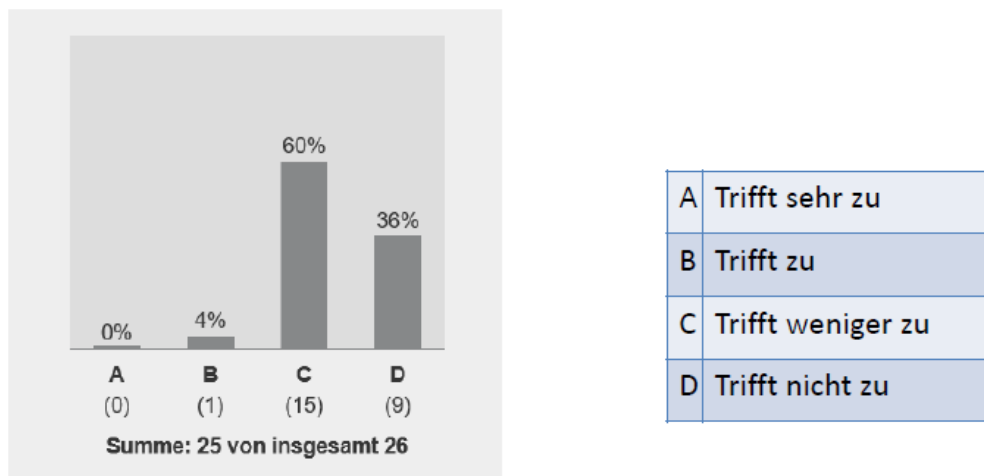 60%
36%
4%
0%
A B C D
(0) (1) (15) (9)
Summe: 25 von insgesamt 26
A Trifft sehr zu
B Trifft zu
C Trifft weniger zu
D Trifft nicht zu